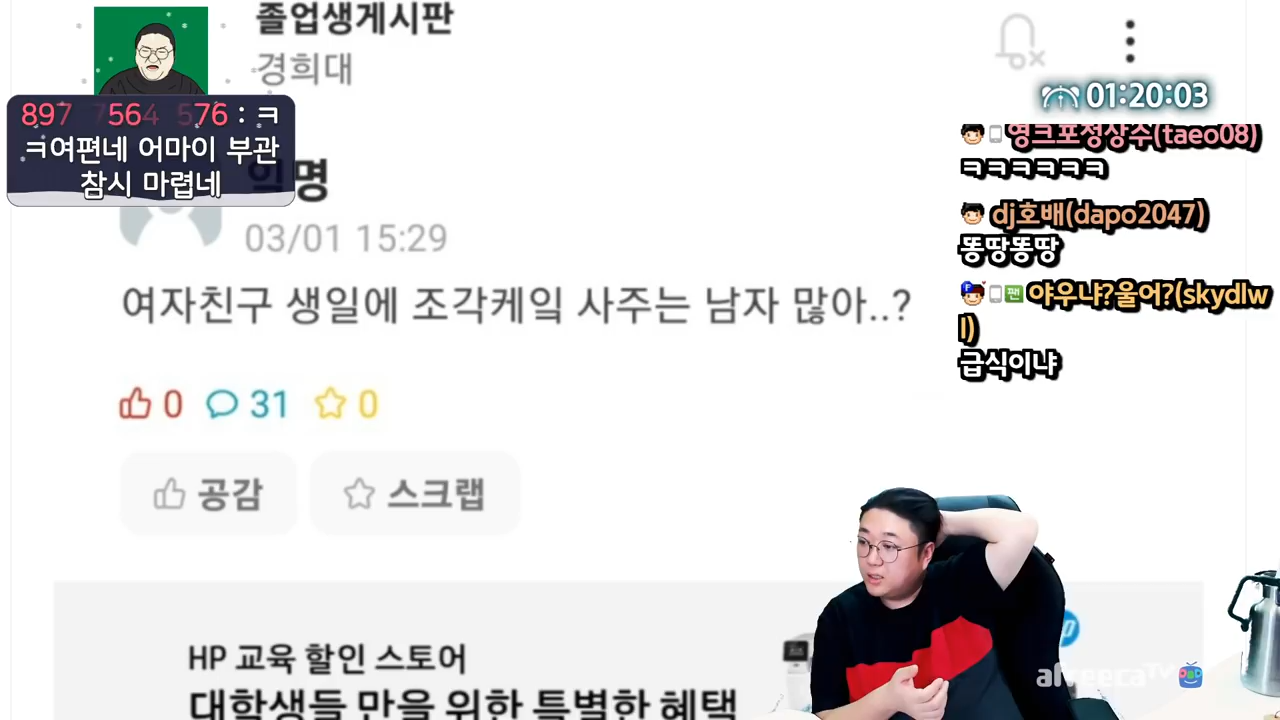 졸업생게시판
경희대
01:20:03
897 7564 576 : ㅋ
ㅋ여편네 어마이 부관
참시 마렵네
익명
03/01 15:29
여자친구 생일에 조각케잌 사주는 남자 많아..?
0 31 0
공감 스크랩
HP 교육 할인 스토어
대학생들 만을 위한 특별한 혜택
영크포정상수(taeo08)
ㅋㅋㅋㅋㅋㅋ
dj호배(dapo2047)
똥땅똥땅
F 팬 야우냐?울어?(skydlw
l)
급식이냐
afreecaTV